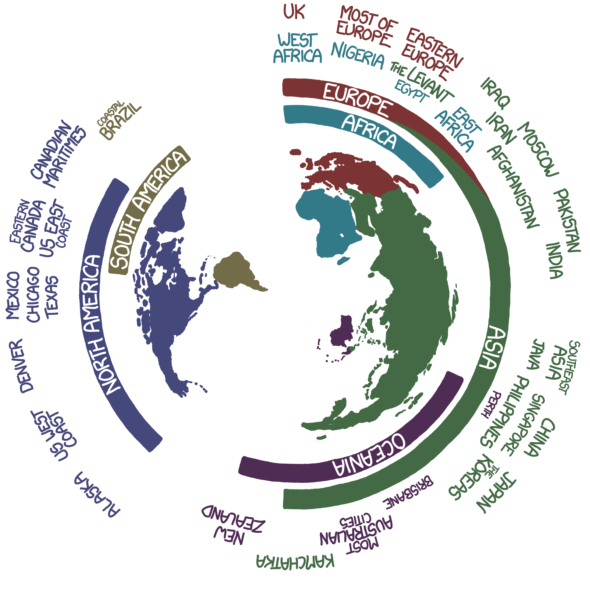 UK
MOST OF
EUROPE
EASTERN
EUROPE
WEST
AFRICA
NIGERIA
THE LEVANT
EGYPT
EAST
AFRICA
IRAQ
IRAN
MOSCOW
AFGHANISTAN
PAKISTAN
INDIA
EUROPE
AFRICA
ASIA
OCEANIA
SOUTHEAST
ASIA
JAVA
PERTH
PHILIPPINES
SINGAPORE
CHINA
THE
KOREAS
JAPAN
BRISBANE
MOST
AUSTRALIAN
CITIES
KAMCHATKA
NEW
ZEALAND
COASTAL
BRAZIL
CANADIAN
MARITIMES
EASTERN
CANADA
US EAST
COAST
MEXICO
CHICAGO
TEXAS
DENVER
US WEST
COAST
ALASKA
SOUTH AMERICA
NORTH AMERICA